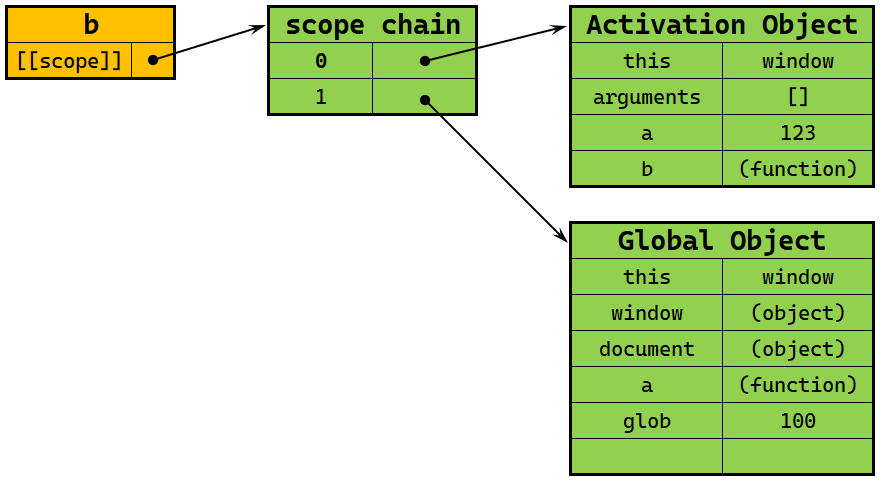 b
[[scope]]
scope chain
0
1
Activation Object
this window
arguments []
a 123
b (function)
Global Object
this window
window (object)
document (object)
a (function)
glob 100